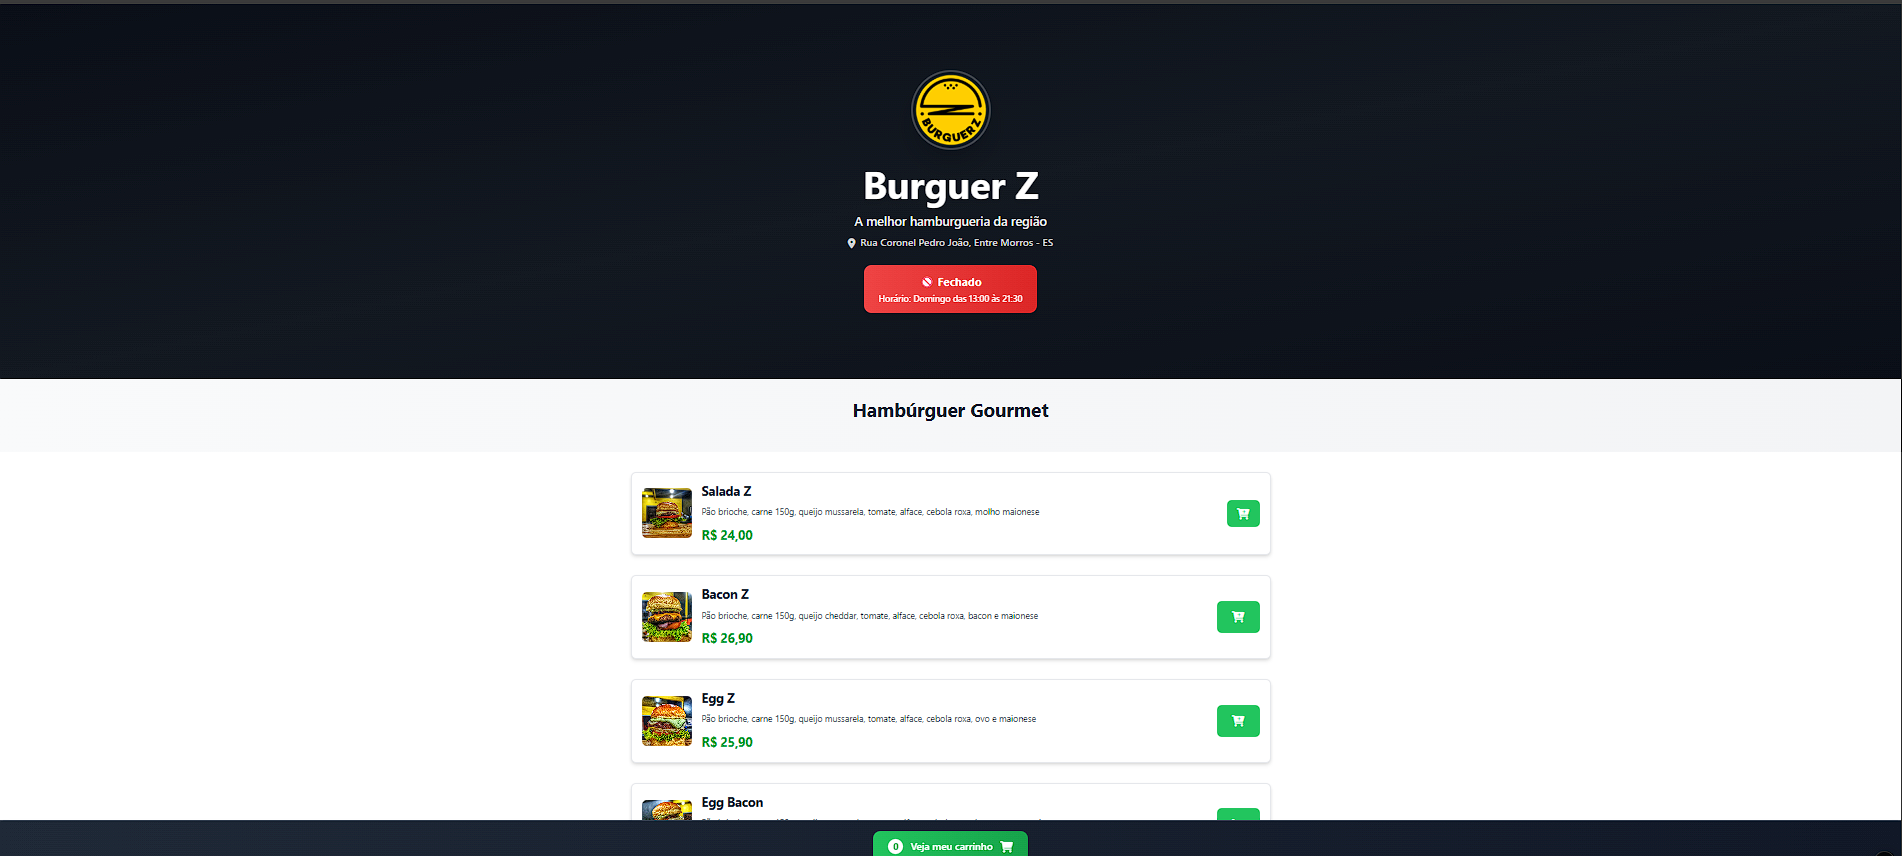 BURGUER Z
Burguer Z
A melhor hamburgueria da região
Rua Coronel Pedro João, Entre Morros - ES
Fechado
Horário: Domingo das 13:00 às 21:30
Hambúrguer Gourmet
Salada Z
Pão brioche, carne 150g, queijo mussarela, tomate, alface, cebola roxa, molho maionese
R$ 24,00
Bacon Z
Pão brioche, carne 150g, queijo cheddar, tomate, alface, cebola roxa, bacon e maionese
R$ 26,90
Egg Z
Pão brioche, carne 150g, queijo mussarela, tomate, alface, cebola roxa, ovo e maionese
R$ 25,90
Egg Bacon
0 Veja meu carrinho